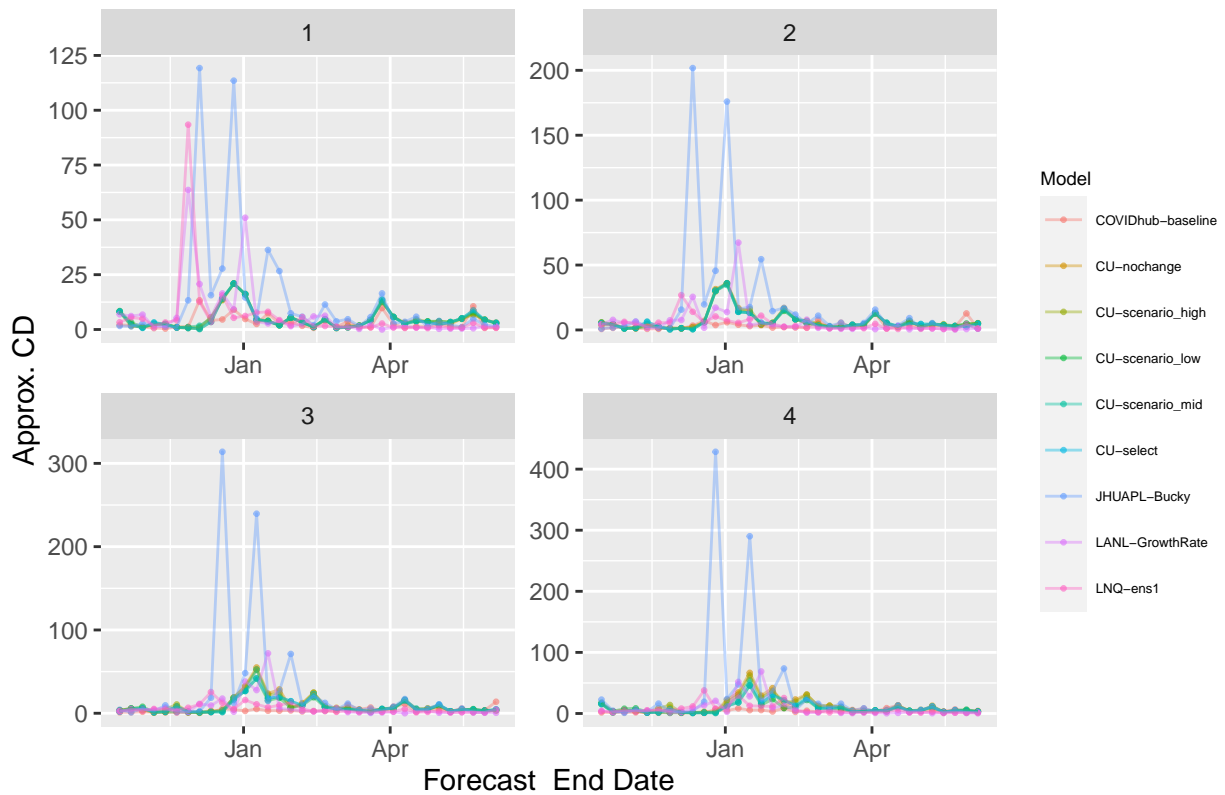 1
2
125
100
75
50
25
0
Jan
Apr
200
150
100
50
0
Jan
Apr
Approx. CD
3
4
300
200
100
0
Jan
Apr
400
300
200
100
0
Jan
Apr
Forecast  End Date
Model
COVIDhub−baseline
CU−nochange
CU−scenario_high
CU−scenario_low
CU−scenario_mid
CU−select
JHUAPL−Bucky
LANL−GrowthRate
LNQ−ens1